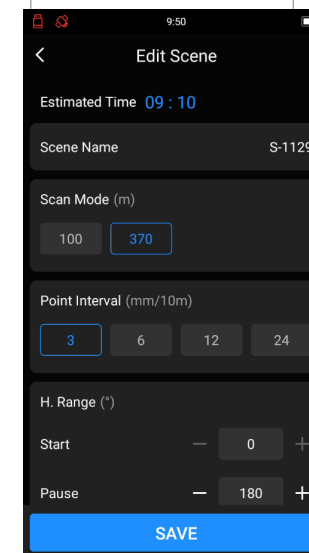 9:50
Edit Scene
Estimated Time 09 : 10
Scene Name S-1129
Scan Mode (m)
100 370
Point Interval (mm/10m)
3 6 12 24
H. Range (°)
Start — 0 +
Pause — 180 +
SAVE